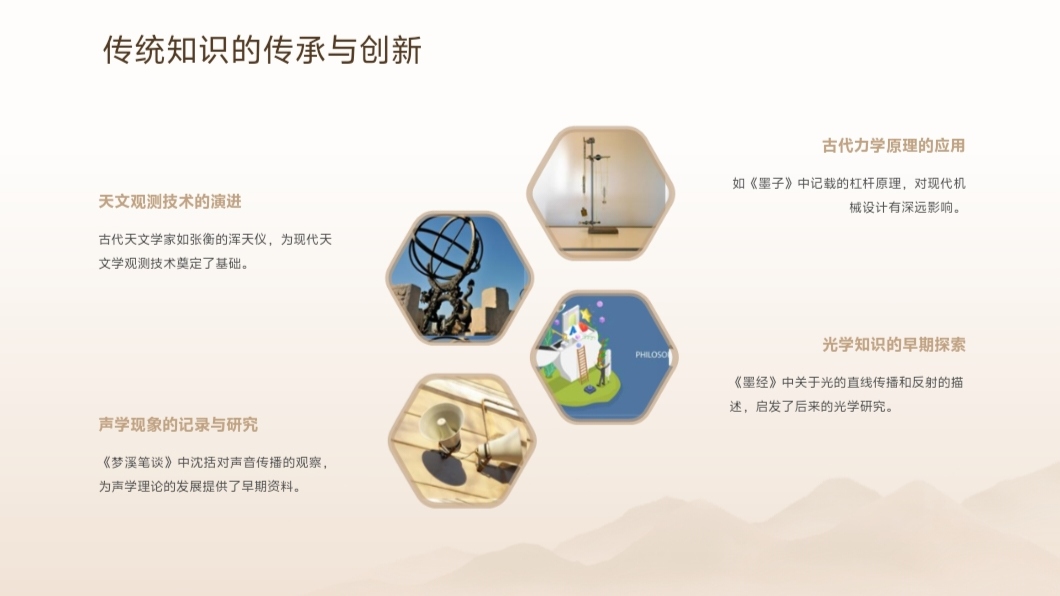 传统知识的传承与创新
天文观测技术的演进
古代天文学家如张衡的浑天仪，为现代天
文学观测技术奠定了基础。
声学现象的记录与研究
《梦溪笔谈》中沈括对声音传播的观察，
为声学理论的发展提供了早期资料。
古代力学原理的应用
如《墨子》中记载的杠杆原理，对现代机
械设计有深远影响。
PHILOSO
光学知识的早期探索
《墨经》中关于光的直线传播和反射的描
述，启发了后来的光学研究。